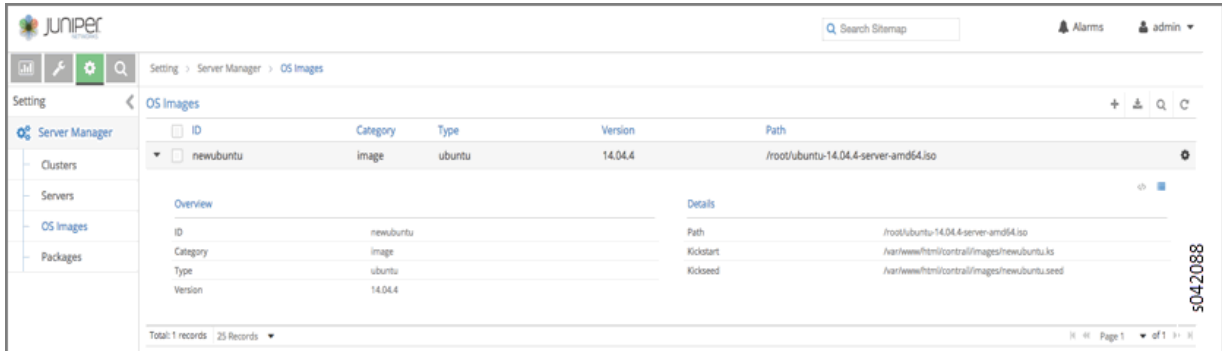 JUNIPER
NETWORKS
Search Sitemap
Alarms
admin
Setting > Server Manager > OS Images
Setting
OS Images
Server Manager
ID Category Type Version Path
newubuntu image ubuntu 14.04.4 /root/ubuntu-14.04.4-server-amd64.iso
Clusters
Servers
OS Images
Packages
Overview
ID newubuntu
Category image
Type ubuntu
Version 14.04.4
Details
Path /root/ubuntu-14.04.4-server-amd64.iso
Kickstart /var/www/html/contrail/images/newubuntu.ks
Kickseed /var/www/html/contrail/images/newubuntu.seed
Total: 1 records 25 Records
Page 1 of 1
s042088